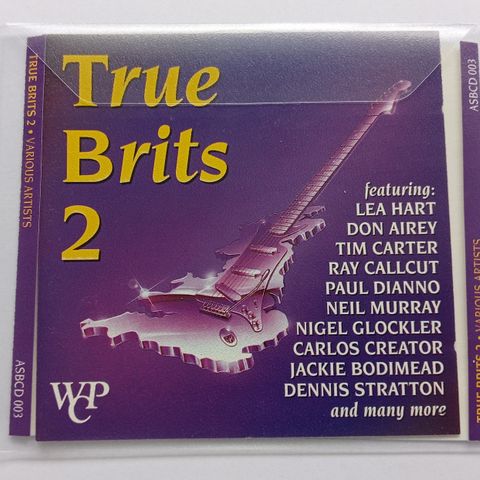 True
Brits
2
featuring:
LEA HART
DON AIREY
TIM CARTER
RAY CALLCUT
PAUL DIANNO
NEIL MURRAY
NIGEL GLOCKLER
CARLOS CREATOR
JACKIE BODIMEAD
DENNIS STRATTON
and many more
WCP
TRUE BRITS 2 • VARIOUS ARTISTS
ASBCD 003
ASBCD 003
TRUE BRITS 2 • VARIOUS ARTISTS